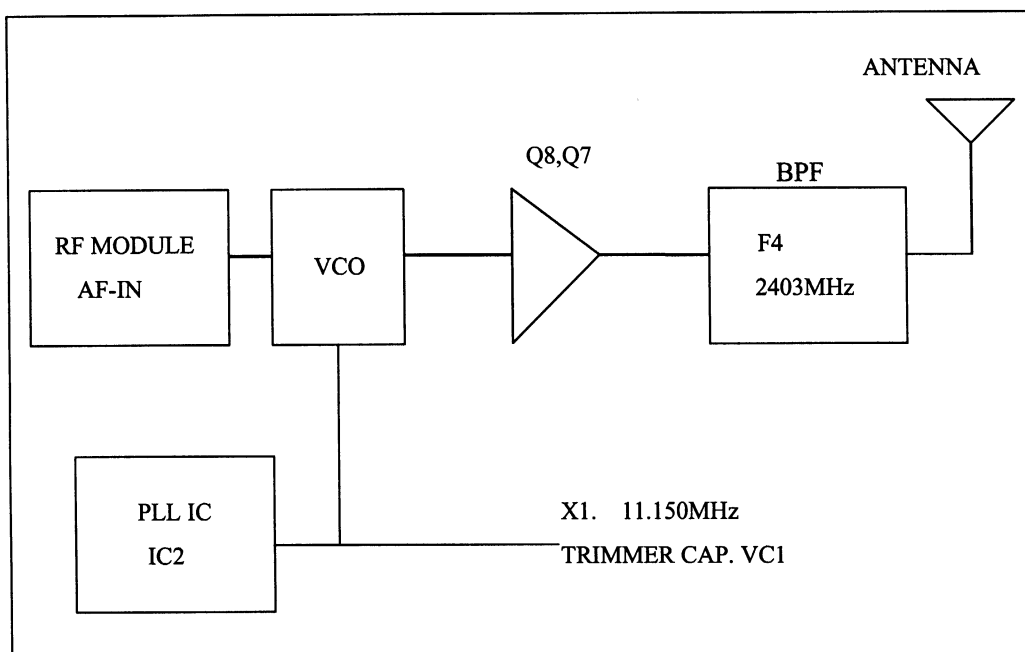 ANTENNA
Q8,Q7
BPF
RF MODULE
AF-IN
VCO
F4
2403MHz
PLL IC
IC2
X1. 11.150MHz
TRIMMER CAP. VC1